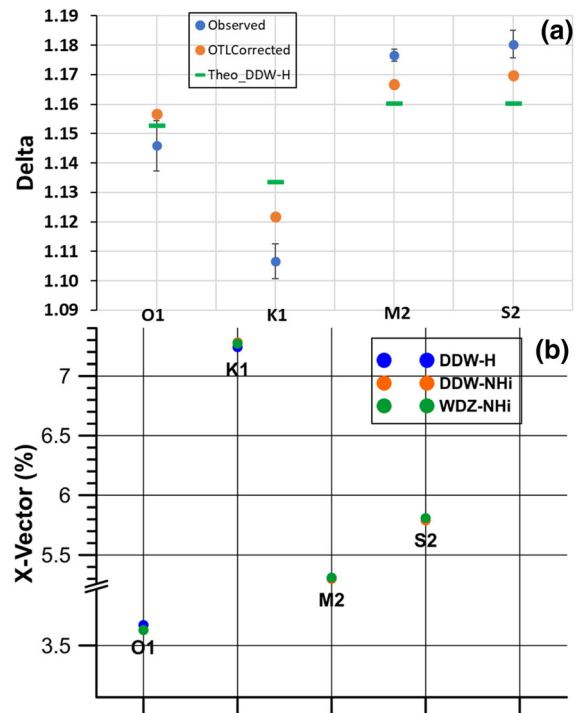 (a)
Observed
OTLCorrected
Theo_DDW-H
Delta
1.19
1.18
1.17
1.16
1.15
1.14
1.13
1.12
1.11
1.10
1.09
O1 K1 M2 S2
(b)
DDW-H
DDW-NHi
WDZ-NHi
X-Vector (%)
7
6.5
6
5.5
3.5
K1
S2
M2
O1